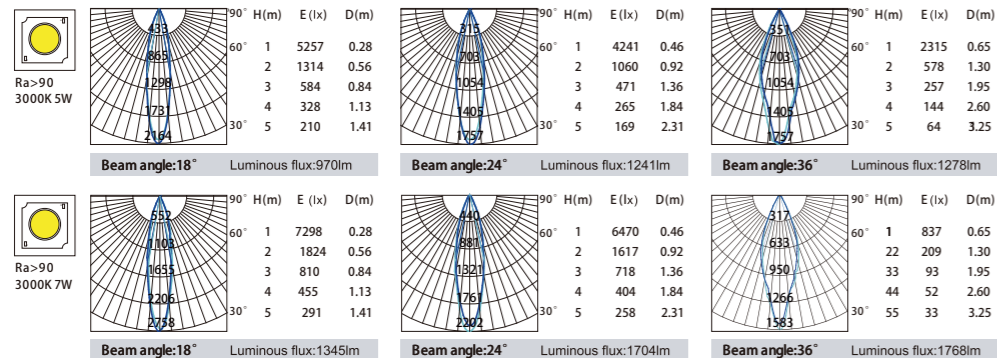 Ra>90
3000K 5W
433
865
1298
1731
2164
90°
60°
30°
H(m) E(lx) D(m)
1 5257 0.28
2 1314 0.56
3 584 0.84
4 328 1.13
5 210 1.41
Beam angle:18° Luminous flux:970lm
315
703
1054
1405
1757
90°
60°
30°
H(m) E(lx) D(m)
1 4241 0.46
2 1060 0.92
3 471 1.36
4 265 1.84
5 169 2.31
Beam angle:24° Luminous flux:1241lm
351
703
1054
1405
1757
90°
60°
30°
H(m) E(lx) D(m)
1 2315 0.65
2 578 1.30
3 257 1.95
4 144 2.60
5 64 3.25
Beam angle:36° Luminous flux:1278lm
Ra>90
3000K 7W
552
1103
1655
2206
2758
90°
60°
30°
H(m) E(lx) D(m)
1 7298 0.28
2 1824 0.56
3 810 0.84
4 455 1.13
5 291 1.41
Beam angle:18° Luminous flux:1345lm
440
881
1321
1761
2202
90°
60°
30°
H(m) E(lx) D(m)
1 6470 0.46
2 1617 0.92
3 718 1.36
4 404 1.84
5 258 2.31
Beam angle:24° Luminous flux:1704lm
317
633
950
1266
1583
90°
60°
30°
H(m) E(lx) D(m)
1 837 0.65
22 209 1.30
33 93 1.95
44 52 2.60
55 33 3.25
Beam angle:36° Luminous flux:1768lm